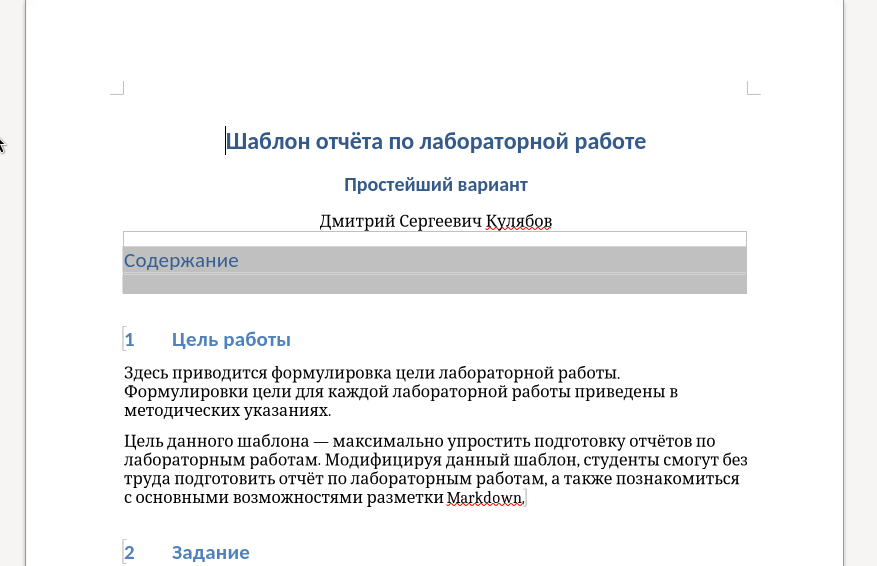 Шаблон отчёта по лабораторной работе
Простейший вариант
Дмитрий Сергеевич Кулябов
Содержание
1 Цель работы
Здесь приводится формулировка цели лабораторной работы.
Формулировки цели для каждой лабораторной работы приведены в
методических указаниях.
Цель данного шаблона — максимально упростить подготовку отчётов по
лабораторным работам. Модифицируя данный шаблон, студенты смогут без
труда подготовить отчёт по лабораторным работам, а также познакомиться
с основными возможностями разметки Markdown.
2 Задание